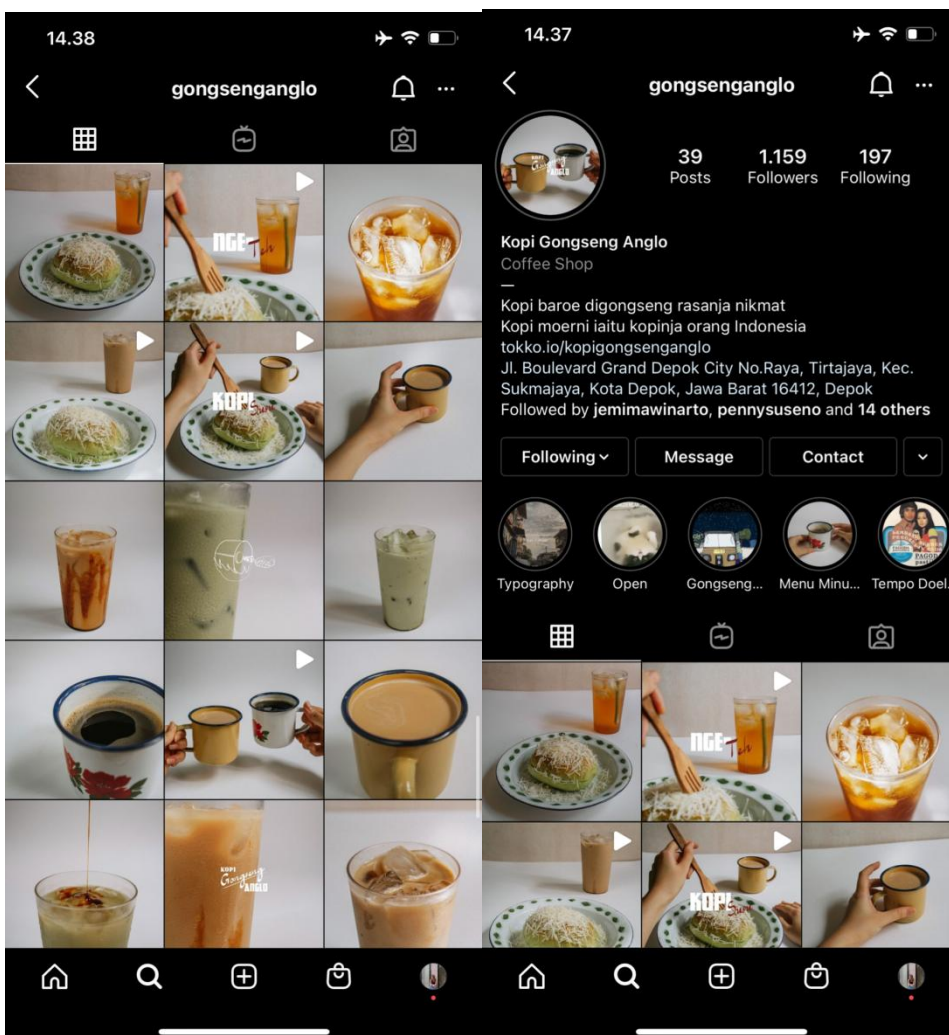 14.38
gongsenganglo
NGE-Teh
KOPI Susu
KOPI
Gongseng
ANGLO
14.37
gongsenganglo
KOPI
Gongseng
ANGLO
39 1.159 197
Posts Followers Following
Kopi Gongseng Anglo
Coffee Shop
—
Kopi baroe digongseng rasanja nikmat
Kopi moerni iaitu kopinja orang Indonesia
tokko.io/kopigongsenganglo
Jl. Boulevard Grand Depok City No.Raya, Tirtajaya, Kec.
Sukmajaya, Kota Depok, Jawa Barat 16412, Depok
Followed by jemimawinarto, pennysuseno and 14 others
Following Message Contact
Typography Open Gongseng... Menu Minu... Tempo Doel.
NGE-Teh
KOPI Susu